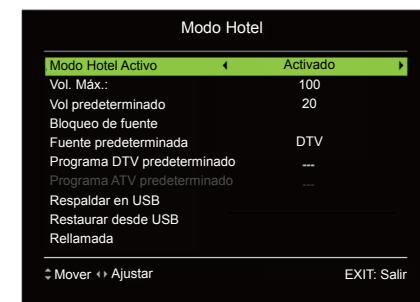 Modo Hotel
Modo Hotel Activo Activado
Vol. Máx.: 100
Vol predeterminado 20
Bloqueo de fuente
Fuente predeterminada DTV
Programa DTV predeterminado ---
Programa ATV predeterminado ---
Respaldar en USB
Restaurar desde USB
Rellamada
Mover Ajustar EXIT: Salir